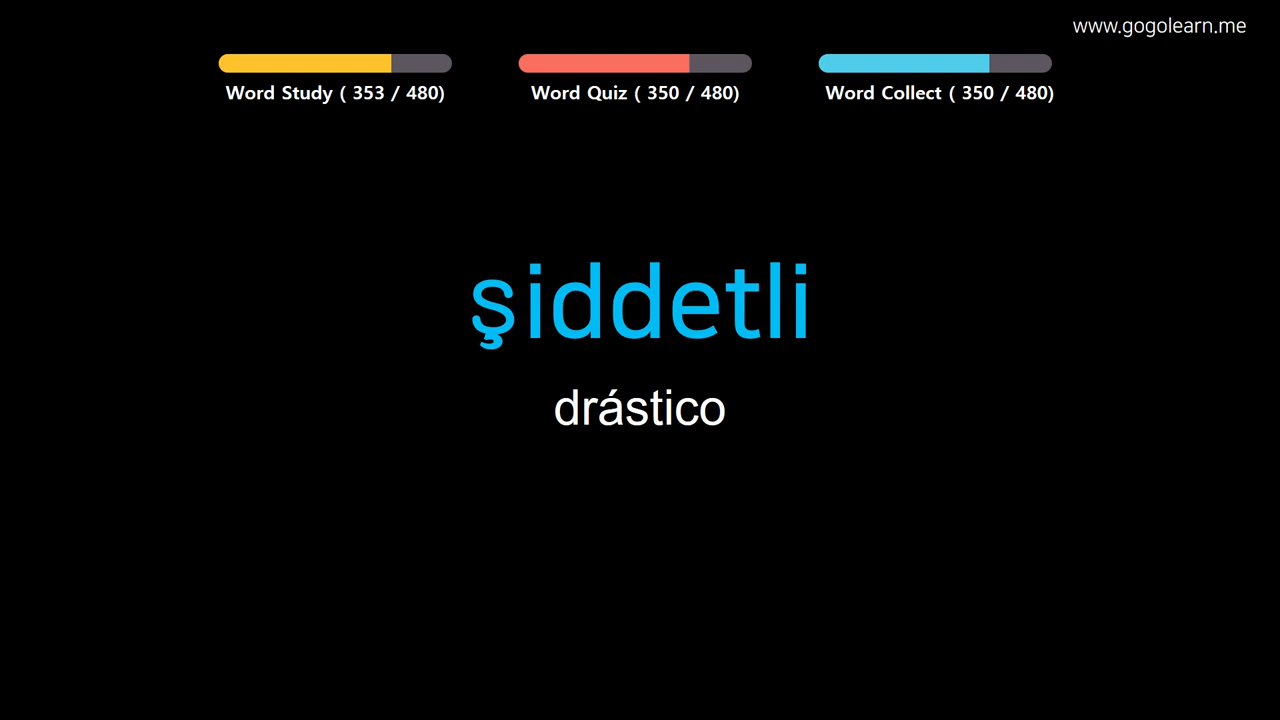 www.gogolearn.me
Word Study ( 353 / 480)
Word Quiz ( 350 / 480)
Word Collect ( 350 / 480)
şiddetli
drástico